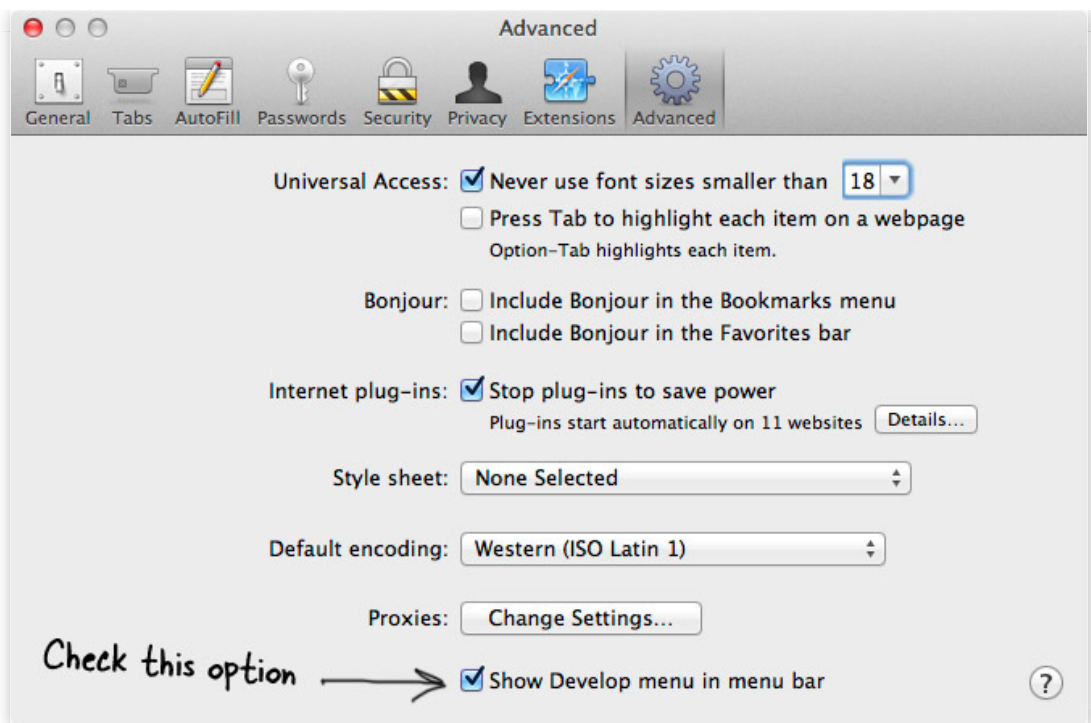 Advanced
General Tabs AutoFill Passwords Security Privacy Extensions Advanced
Universal Access: Never use font sizes smaller than 18
Press Tab to highlight each item on a webpage
Option-Tab highlights each item.
Bonjour: Include Bonjour in the Bookmarks menu
Include Bonjour in the Favorites bar
Internet plug-ins: Stop plug-ins to save power
Plug-ins start automatically on 11 websites Details...
Style sheet: None Selected
Default encoding: Western (ISO Latin 1)
Proxies: Change Settings...
Check this option Show Develop menu in menu bar ?